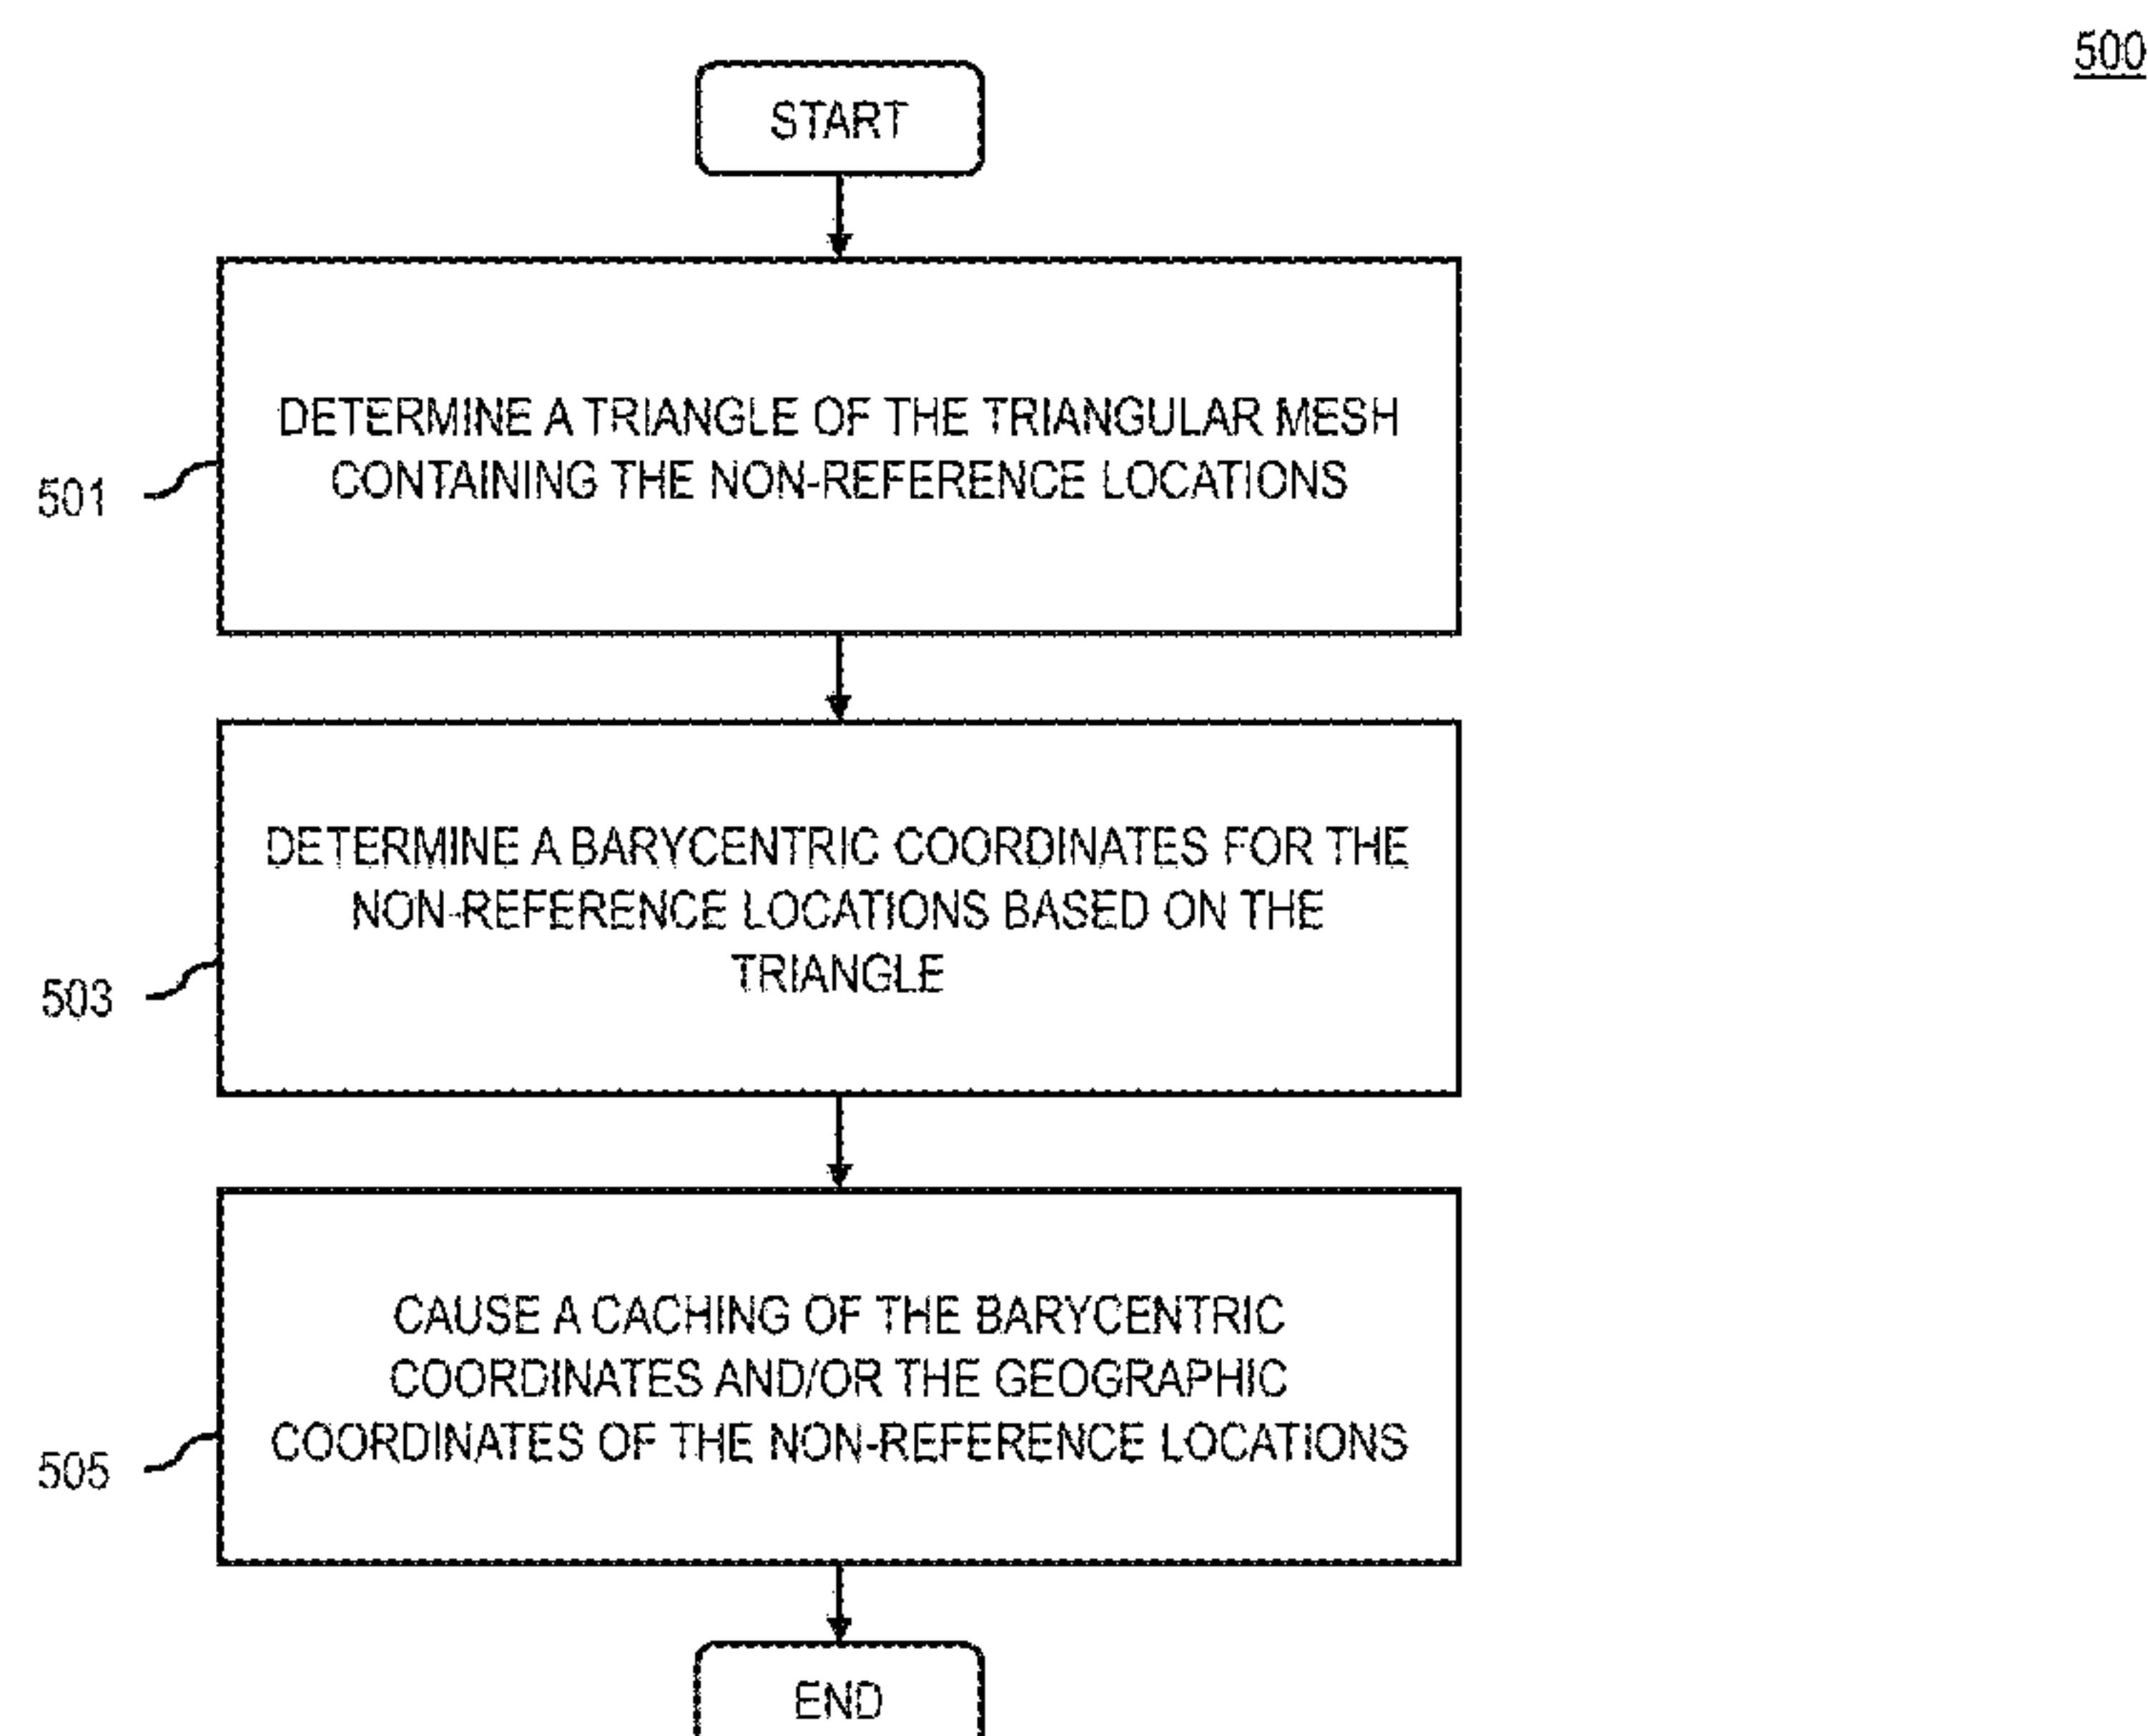 500
START
DETERMINE A TRIANGLE OF THE TRIANGULAR MESH
CONTAINING THE NON-REFERENCE LOCATIONS
501
DETERMINE A BARYCENTRIC COORDINATES FOR THE
NON-REFERENCE LOCATIONS BASED ON THE
TRIANGLE
503
CAUSE A CACHING OF THE BARYCENTRIC
COORDINATES AND/OR THE GEOGRAPHIC
COORDINATES OF THE NON-REFERENCE LOCATIONS
505
END